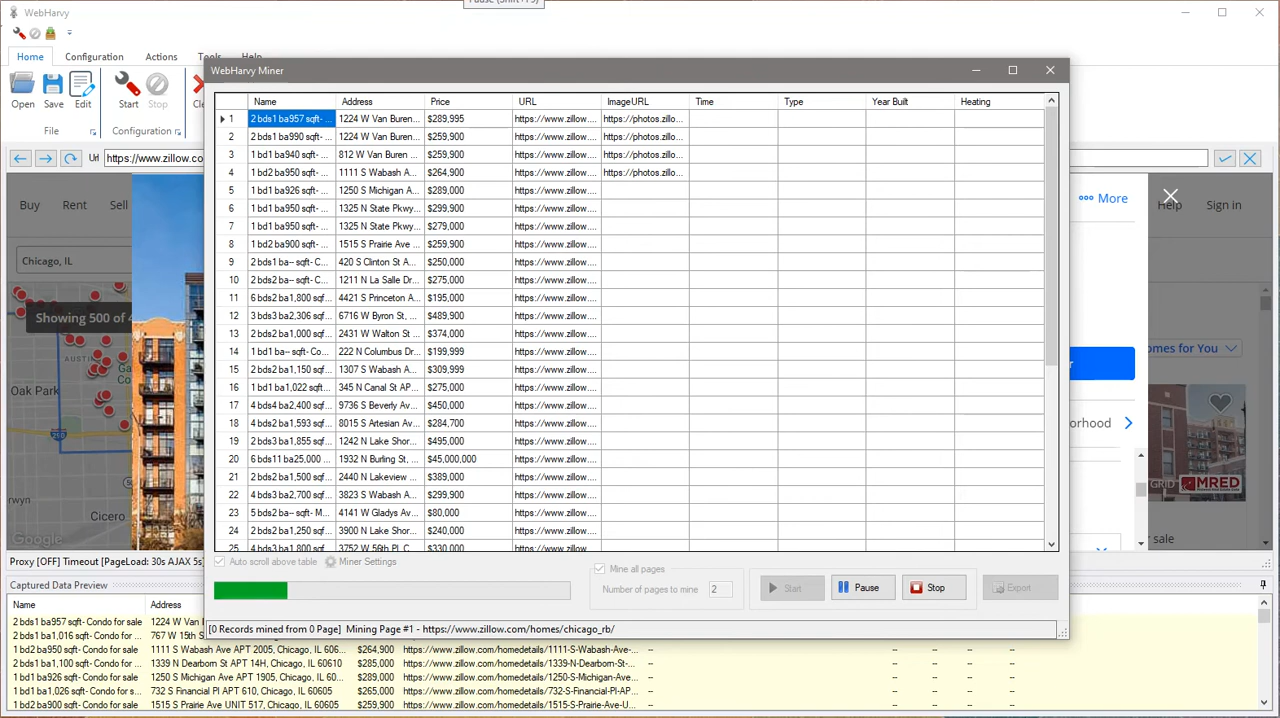 WebHarvy
Pause (Shift+F9)
Home Configuration Actions Tools Help
Open Save Edit Start Stop
File Configuration
Url https://www.zillow.co
WebHarvy Miner
Name Address Price URL ImageURL Time Type Year Built Heating
1 2 bds1 ba957 sqft- ... 1224 W Van Buren... $289,995 https://www.zillow.... https://photos.zillo...
2 2 bds1 ba990 sqft- ... 1224 W Van Buren... $259,900 https://www.zillow.... https://photos.zillo...
3 1 bd1 ba940 sqft- ... 812 W Van Buren ... $259,900 https://www.zillow.... https://photos.zillo...
4 1 bd2 ba950 sqft- ... 1111 S Wabash A... $264,900 https://www.zillow.... https://photos.zillo...
5 1 bd1 ba926 sqft- ... 1250 S Michigan A... $289,000 https://www.zillow....
6 1 bd1 ba950 sqft- ... 1325 N State Pkwy... $299,900 https://www.zillow....
7 1 bd1 ba950 sqft- ... 1325 N State Pkwy... $279,000 https://www.zillow....
8 1 bd2 ba900 sqft- ... 1515 S Prairie Ave ... $259,900 https://www.zillow....
9 2 bds1 ba-- sqft- C... 420 S Clinton St A... $250,000 https://www.zillow....
10 2 bds2 ba-- sqft- C... 1211 N La Salle Dr... $275,000 https://www.zillow....
11 6 bds2 ba1,800 sqf... 4421 S Princeton A... $195,000 https://www.zillow....
12 3 bds3 ba2,306 sqf... 6716 W Byron St, ... $489,900 https://www.zillow....
13 2 bds2 ba1,000 sqf... 2431 W Walton St ... $374,000 https://www.zillow....
14 1 bd1 ba-- sqft- Co... 222 N Columbus Dr... $199,999 https://www.zillow....
15 2 bds2 ba1,150 sqf... 1307 S Wabash A... $309,999 https://www.zillow....
16 1 bd1 ba1,022 sqft... 345 N Canal St AP... $275,000 https://www.zillow....
17 4 bds4 ba2,400 sqf... 9736 S Beverly Av... $450,000 https://www.zillow....
18 4 bds2 ba1,593 sqf... 8015 S Artesian Av... $284,700 https://www.zillow....
19 2 bds3 ba1,855 sqf... 1242 N Lake Shor... $495,000 https://www.zillow....
20 6 bds11 ba25,000 ... 1932 N Burling St, ... $45,000,000 https://www.zillow....
21 2 bds2 ba1,500 sqf... 2440 N Lakeview ... $389,000 https://www.zillow....
22 4 bds3 ba2,700 sqf... 3823 S Wabash A... $299,900 https://www.zillow....
23 5 bds2 ba-- sqft- M... 4141 W Gladys Av... $80,000 https://www.zillow....
24 2 bds2 ba1,250 sqf... 3900 N Lake Shor... $240,000 https://www.zillow....
25 4 bds3 ba1,800 sqf... 3752 W 56th Pl, C... $330,000 https://www.zillow....
Auto scroll above table Miner Settings
Mine all pages
Number of pages to mine 2
Start Pause Stop Export
[0 Records mined from 0 Page] Mining Page #1 - https://www.zillow.com/homes/chicago_rb/
Buy Rent Sell
Chicago, IL
Showing 500 of
AUSTIN
Oak Park
Cicero
Google
More
Help Sign in
omes for You
orhood
GRID MRED
r sale
Proxy [OFF] Timeout [PageLoad: 30s AJAX 5s]
Captured Data Preview
Name Address
2 bds1 ba957 sqft- Condo for sale 1224 W
2 bds2 ba1,016 sqft- Condo for s... 767 W 15th
1 bd2 ba950 sqft- Condo for sale 1111 S Wabash A APT 2005, Chicago, IL 60605 $264,900 https://www.zillow.com/homedetails/1111-S-Wabash-Ave-... -- -- -- --
2 bds2 ba1,100 sqft- Condo for s... 1339 N Dearborn St APT 14H, Chicago, IL 60610 $285,000 https://www.zillow.com/homedetails/1339-N-Dearborn-St-... -- -- -- --
1 bd1 ba926 sqft- Condo for sale 1250 S Michigan Ave APT 1905, Chicago, IL 60605 $289,000 https://www.zillow.com/homedetails/1250-S-Michigan-Av... -- -- -- --
1 bd1 ba1,026 sqft- Condo for sale 732 S Financial Pl APT 610, Chicago, IL 60605 $265,000 https://www.zillow.com/homedetails/732-S-Financial-Pl-AP... -- -- -- --
1 bd2 ba900 sqft- Condo for sale 1515 S Prairie Ave UNIT 517, Chicago, IL 60605 $259,900 https://www.zillow.com/homedetails/1515-S-Prairie-Ave-U... -- -- -- --